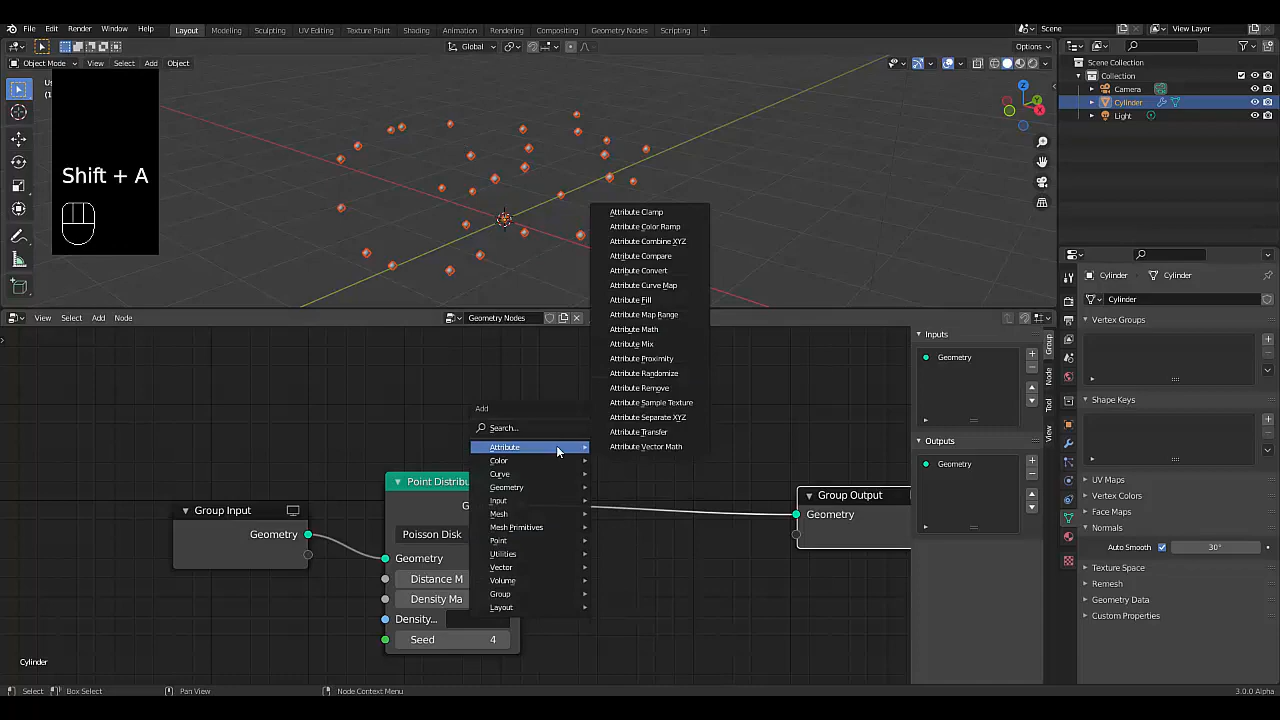 File Edit Render Window Help
Layout Modeling Sculpting UV Editing Texture Paint Shading Animation Rendering Compositing Geometry Nodes Scripting +
Scene
View Layer
Global
Options
Object Mode View Select Add Object
Shift + A
Scene Collection
Collection
Camera
Cylinder
Light
Attribute Clamp
Attribute Color Ramp
Attribute Combine XYZ
Attribute Compare
Attribute Convert
Attribute Curve Map
Attribute Fill
Attribute Map Range
Attribute Math
Attribute Mix
Attribute Proximity
Attribute Randomize
Attribute Remove
Attribute Sample Texture
Attribute Separate XYZ
Attribute Transfer
Attribute Vector Math
View Select Add Node
Geometry Nodes
Add
Search...
Attribute
Color
Curve
Geometry
Input
Mesh
Mesh Primitives
Point
Utilities
Vector
Volume
Group
Layout
Group Input
Geometry
Point Distribu
G
Poisson Disk
Geometry
Distance M
Density Ma
Density...
Seed 4
Group Output
Geometry
Inputs
Geometry
Outputs
Geometry
Group
Node
Tool
View
Cylinder Cylinder
Cylinder
Vertex Groups
Shape Keys
UV Maps
Vertex Colors
Face Maps
Normals
Auto Smooth 30°
Texture Space
Remesh
Geometry Data
Custom Properties
Cylinder
Select Box Select Pan View Node Context Menu 3.0.0 Alpha